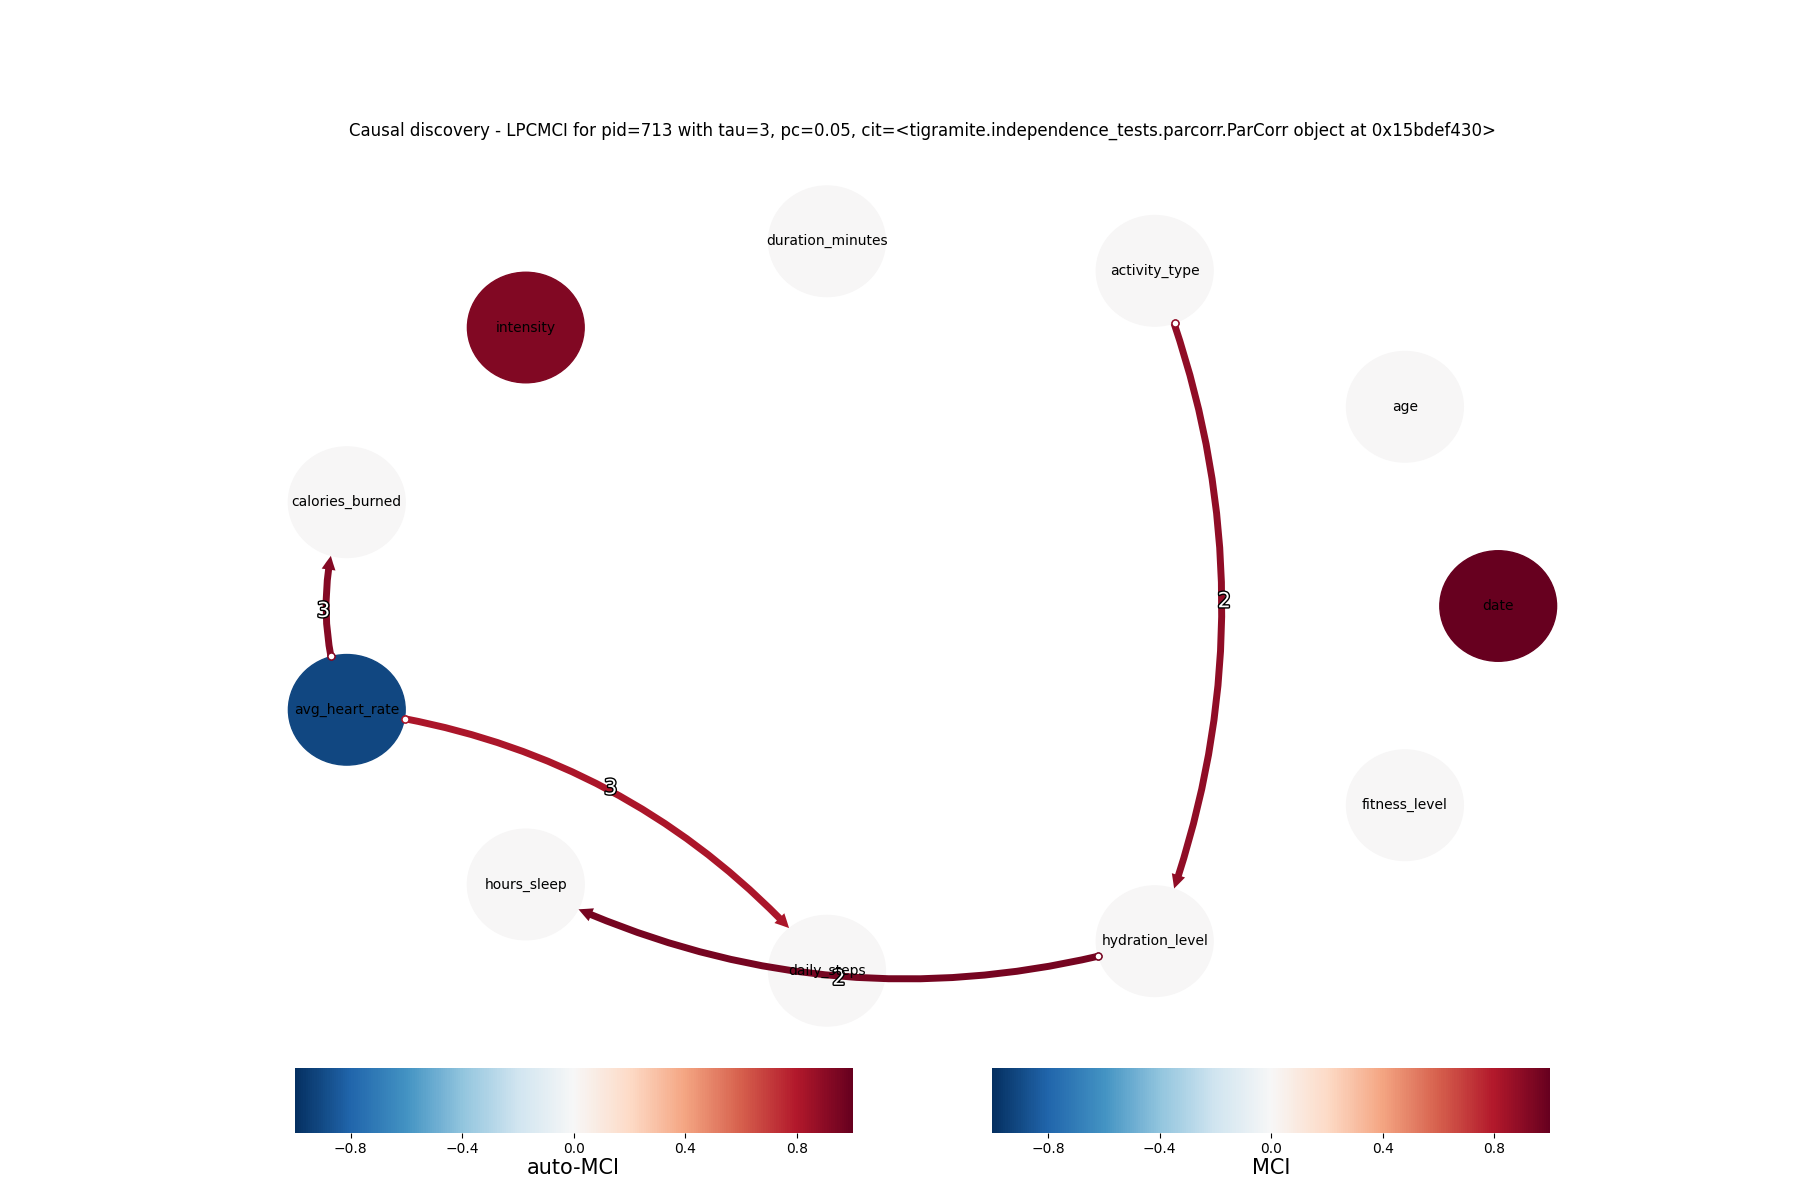 Causal discovery - LPCMCI for pid=713 with tau=3, pc=0.05, cit=<tigramite.independence_tests.parcorr.ParCorr object at 0x15bdef430>
duration_minutes
activity_type
intensity
age
calories_burned
2
date
3
avg_heart_rate
3
fitness_level
hours_sleep
hydration_level
daily_steps
2
−0.8 −0.4 0.0 0.4 0.8
auto-MCI
−0.8 −0.4 0.0 0.4 0.8
MCI